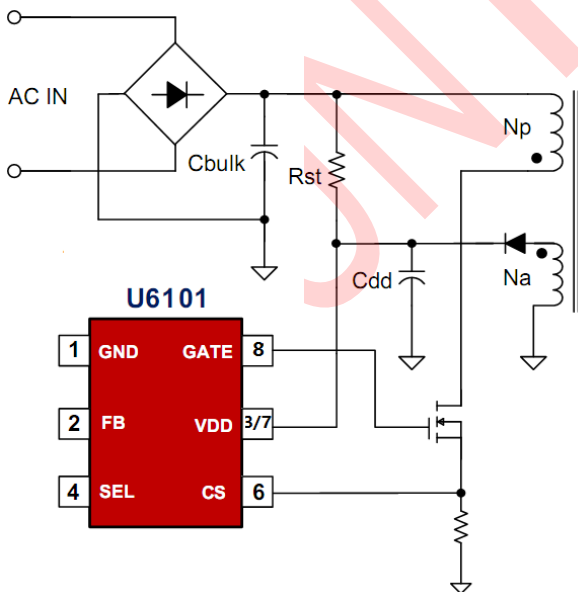 AC IN
Cbulk
Rst
Np
Cdd
Na
U6101
1 GND GATE 8
2 FB VDD 3/7
4 SEL CS 6